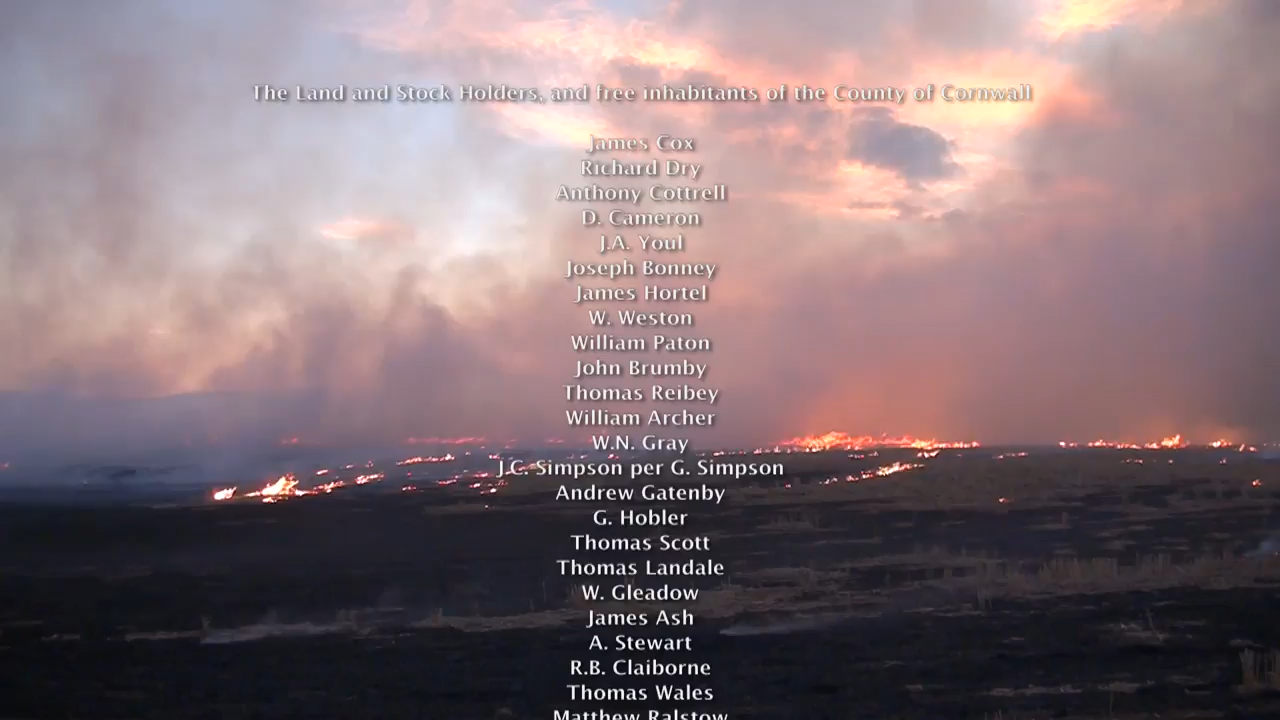 The Land and Stock Holders, and free inhabitants of the County of Cornwall
James Cox
Richard Dry
Anthony Cottrell
D. Cameron
J.A. Youl
Joseph Bonney
James Hortel
W. Weston
William Paton
John Brumby
Thomas Reibey
William Archer
W.N. Gray
J.C. Simpson per G. Simpson
Andrew Gatenby
G. Hobler
Thomas Scott
Thomas Landale
W. Gleadow
James Ash
A. Stewart
R.B. Claiborne
Thomas Wales
Matthew Ralstow